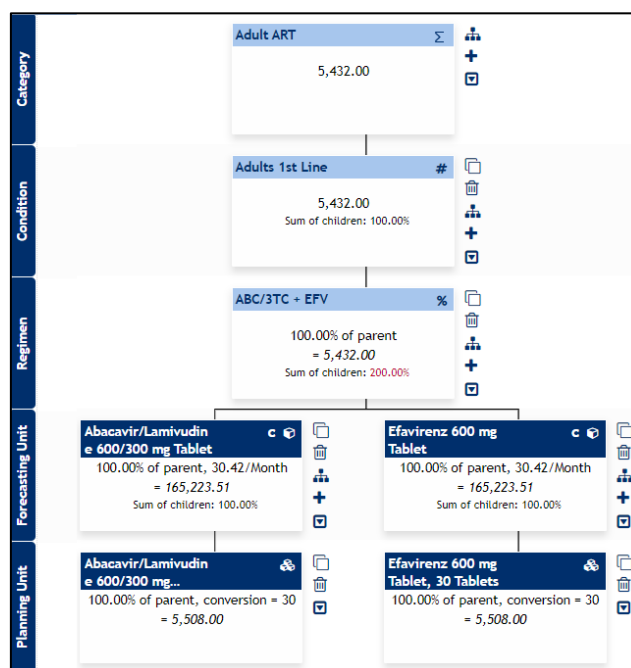 Category
Adult ART Σ
5,432.00
Condition
Adults 1st Line #
5,432.00
Sum of children: 100.00%
Regimen
ABC/3TC + EFV %
100.00% of parent
= 5,432.00
Sum of children: 200.00%
Forecasting Unit
Abacavir/Lamivudin
e 600/300 mg Tablet C
100.00% of parent, 30.42/Month
= 165,223.51
Sum of children: 100.00%
Efavirenz 600 mg
Tablet C
100.00% of parent, 30.42/Month
= 165,223.51
Sum of children: 100.00%
Planning Unit
Abacavir/Lamivudin
e 600/300 mg...
100.00% of parent, conversion = 30
= 5,508.00
Efavirenz 600 mg
Tablet, 30 Tablets
100.00% of parent, conversion = 30
= 5,508.00